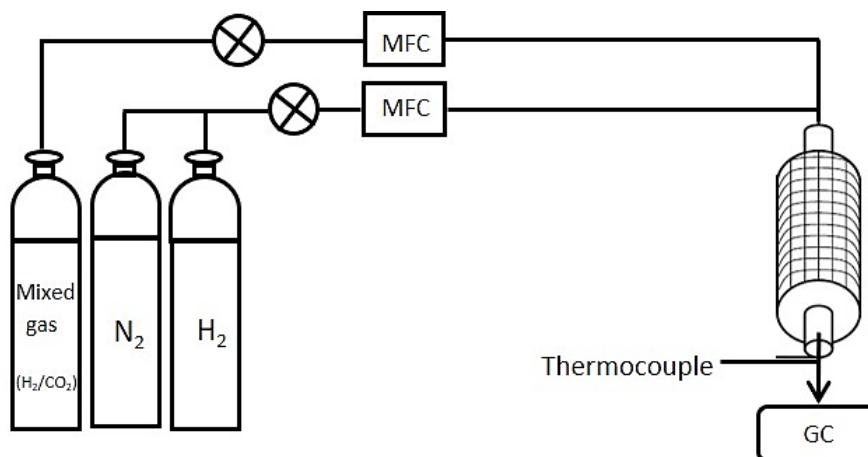 MFC
MFC
Mixed
gas
(H₂/CO₂)
N₂
H₂
Thermocouple
GC